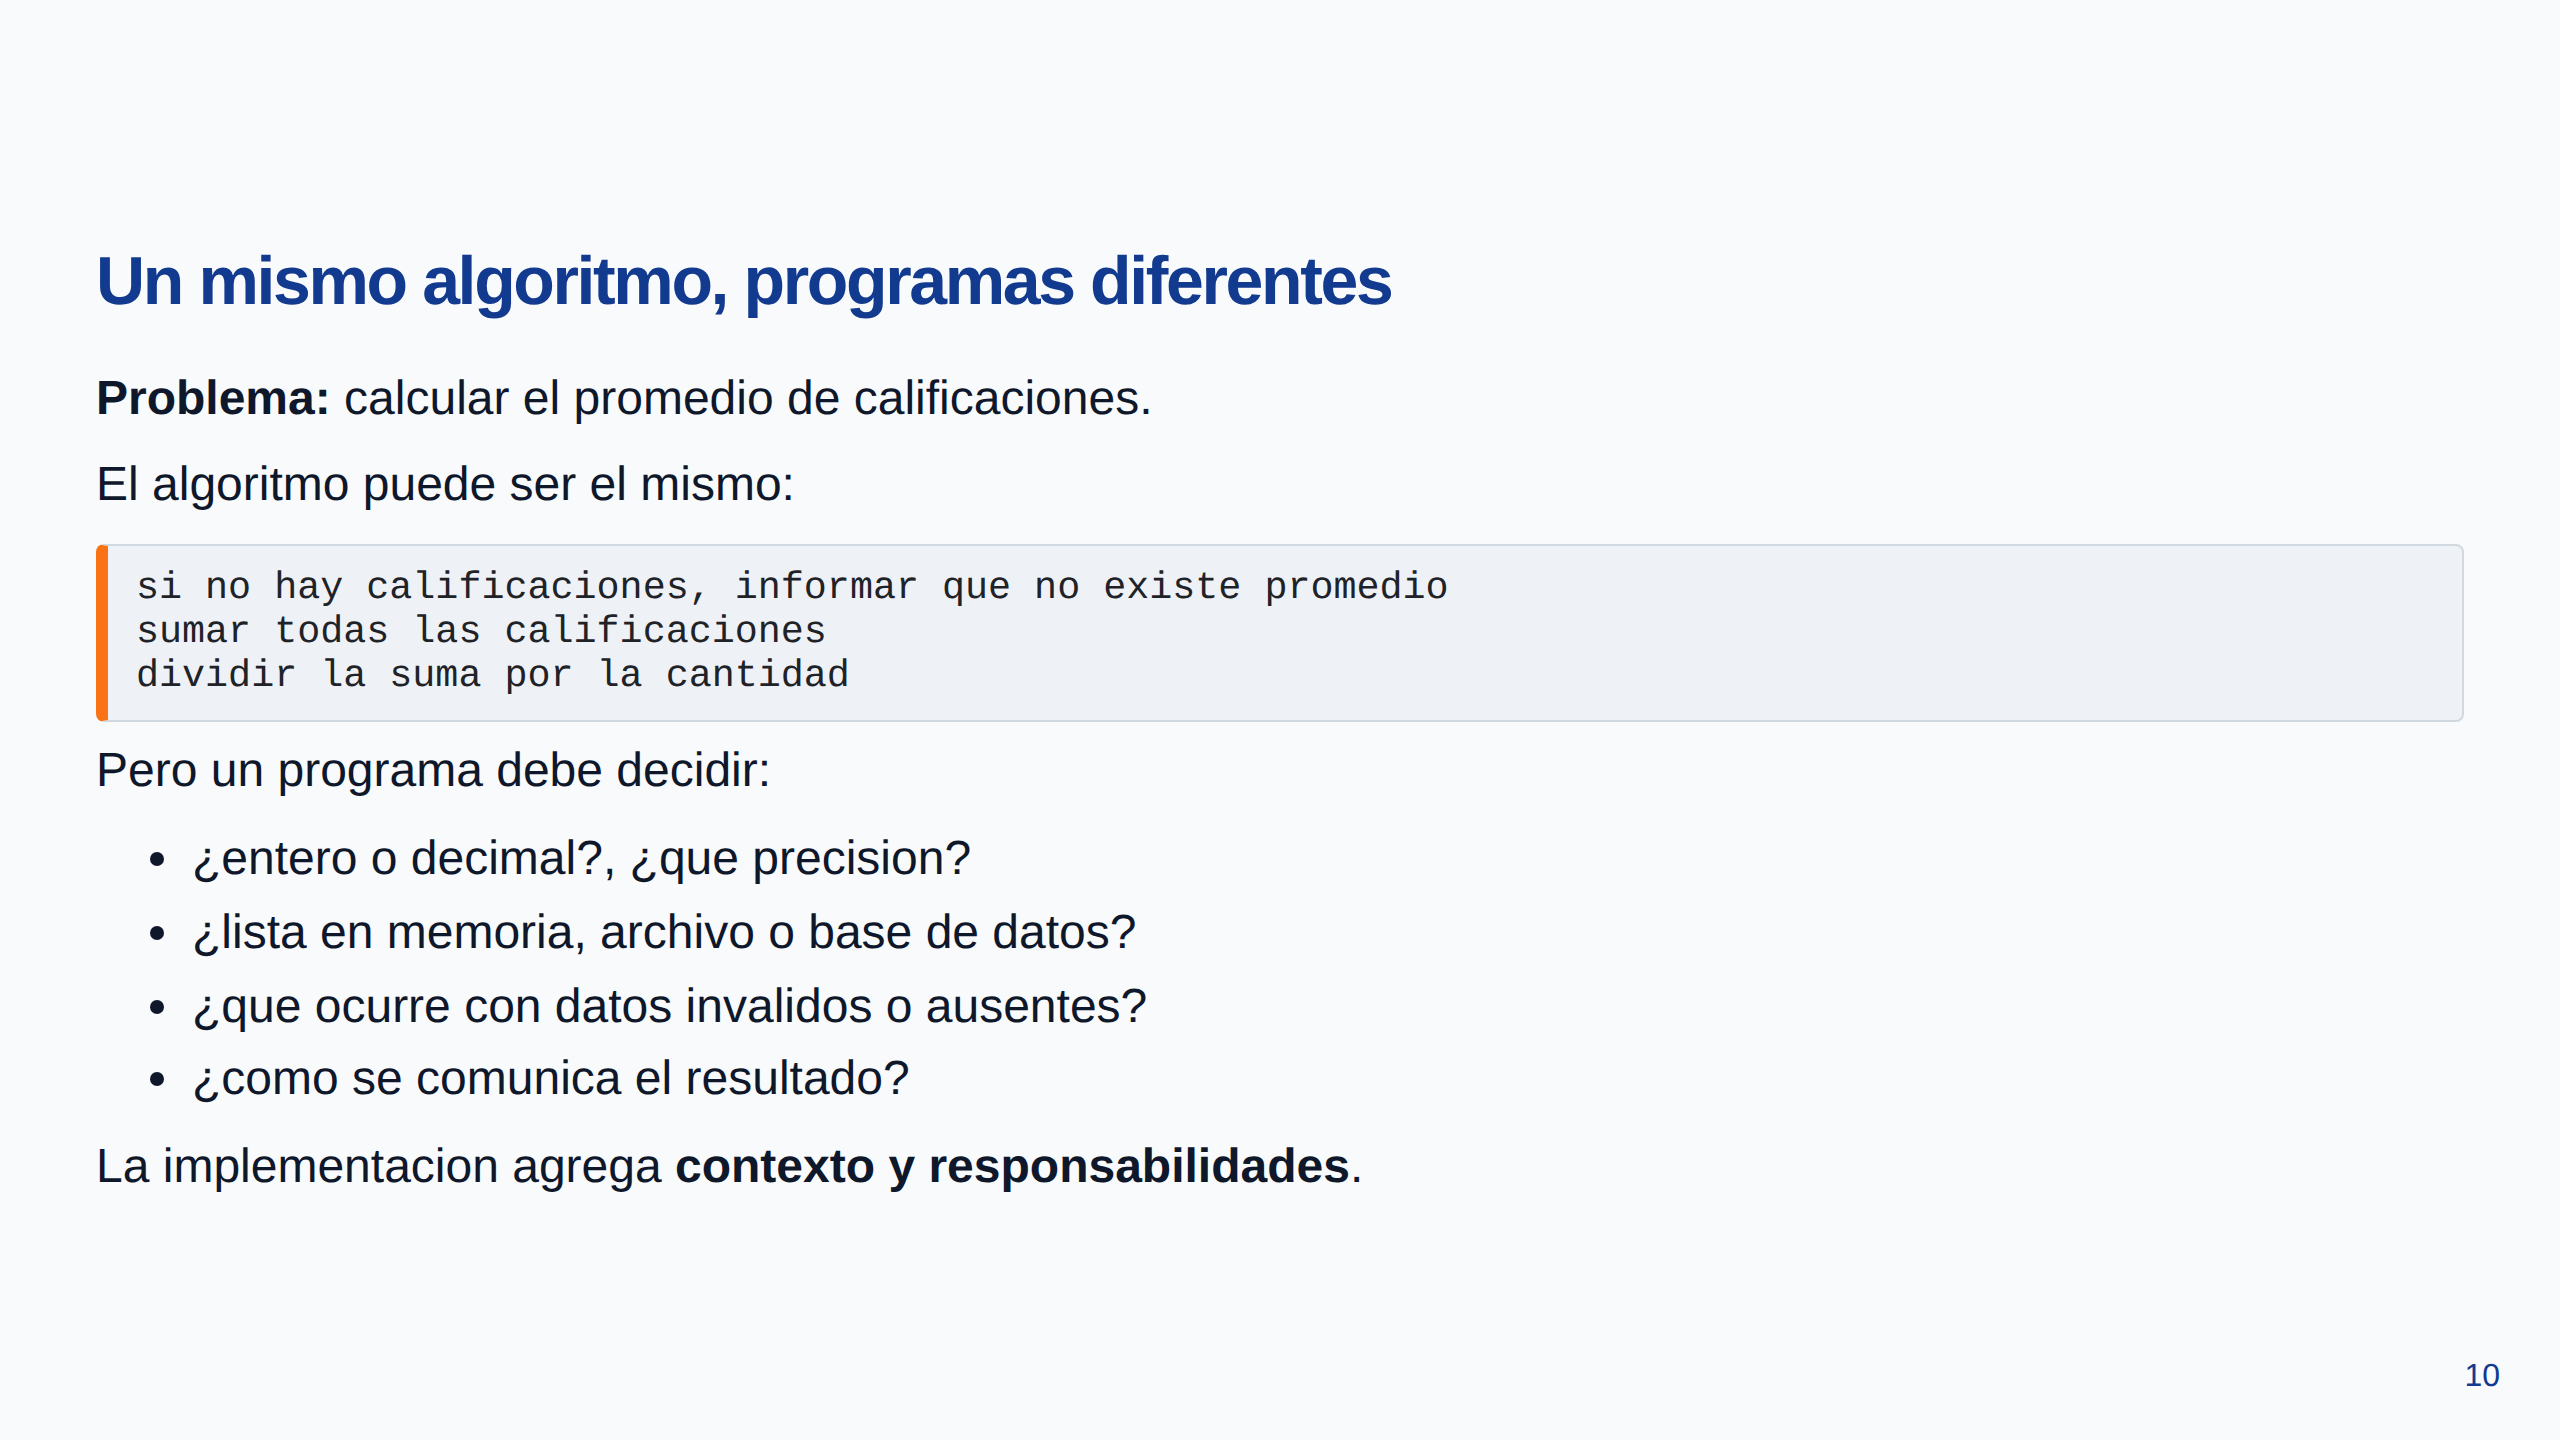 Un mismo algoritmo, programas diferentes
Problema: calcular el promedio de calificaciones.
El algoritmo puede ser el mismo:
si no hay calificaciones, informar que no existe promedio
sumar todas las calificaciones
dividir la suma por la cantidad
Pero un programa debe decidir:
• ¿entero o decimal?, ¿que precision?
• ¿lista en memoria, archivo o base de datos?
• ¿que ocurre con datos invalidos o ausentes?
• ¿como se comunica el resultado?
La implementacion agrega contexto y responsabilidades.
10